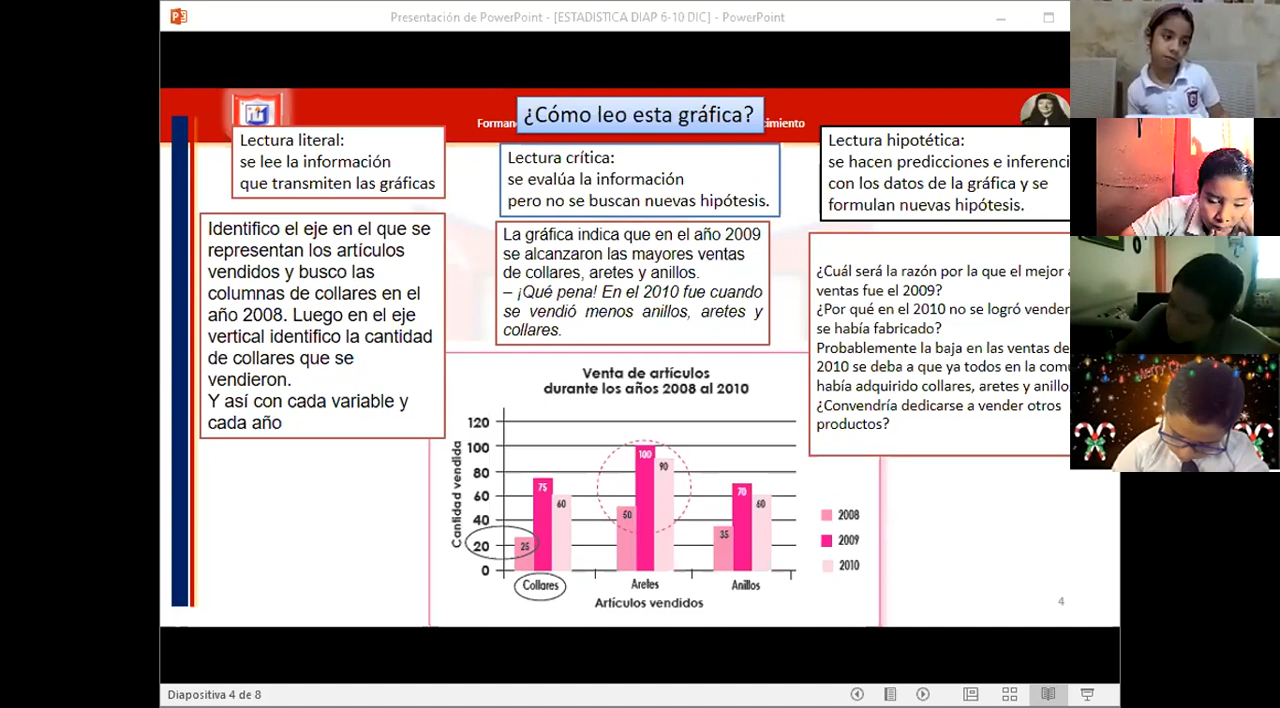 Presentación de PowerPoint - [ESTADISTICA DIAP 6-10 DIC] - PowerPoint
¿Cómo leo esta gráfica?
Lectura literal:
se lee la información
que transmiten las gráficas
Identifico el eje en el que se
representan los artículos
vendidos y busco las
columnas de collares en el
año 2008. Luego en el eje
vertical identifico la cantidad
de collares que se
vendieron.
Y así con cada variable y
cada año
Lectura crítica:
se evalúa la información
pero no se buscan nuevas hipótesis.
La gráfica indica que en el año 2009
se alcanzaron las mayores ventas
de collares, aretes y anillos.
– ¡Qué pena! En el 2010 fue cuando
se vendió menos anillos, aretes y
collares.
Lectura hipotética:
se hacen predicciones e inferenci
con los datos de la gráfica y se
formulan nuevas hipótesis.
¿Cuál será la razón por la que el mejor a
ventas fue el 2009?
¿Por qué en el 2010 no se logró vender
se había fabricado?
Probablemente la baja en las ventas de
2010 se deba a que ya todos en la comu
había adquirido collares, aretes y anillo
¿Convendría dedicarse a vender otros
productos?
Venta de artículos
durante los años 2008 al 2010
Cantidad vendida
120
100
80
60
40
20
0
25 75 60
50 100 90
35 70 60
Collares Aretes Anillos
Artículos vendidos
2008
2009
2010
4
Diapositiva 4 de 8